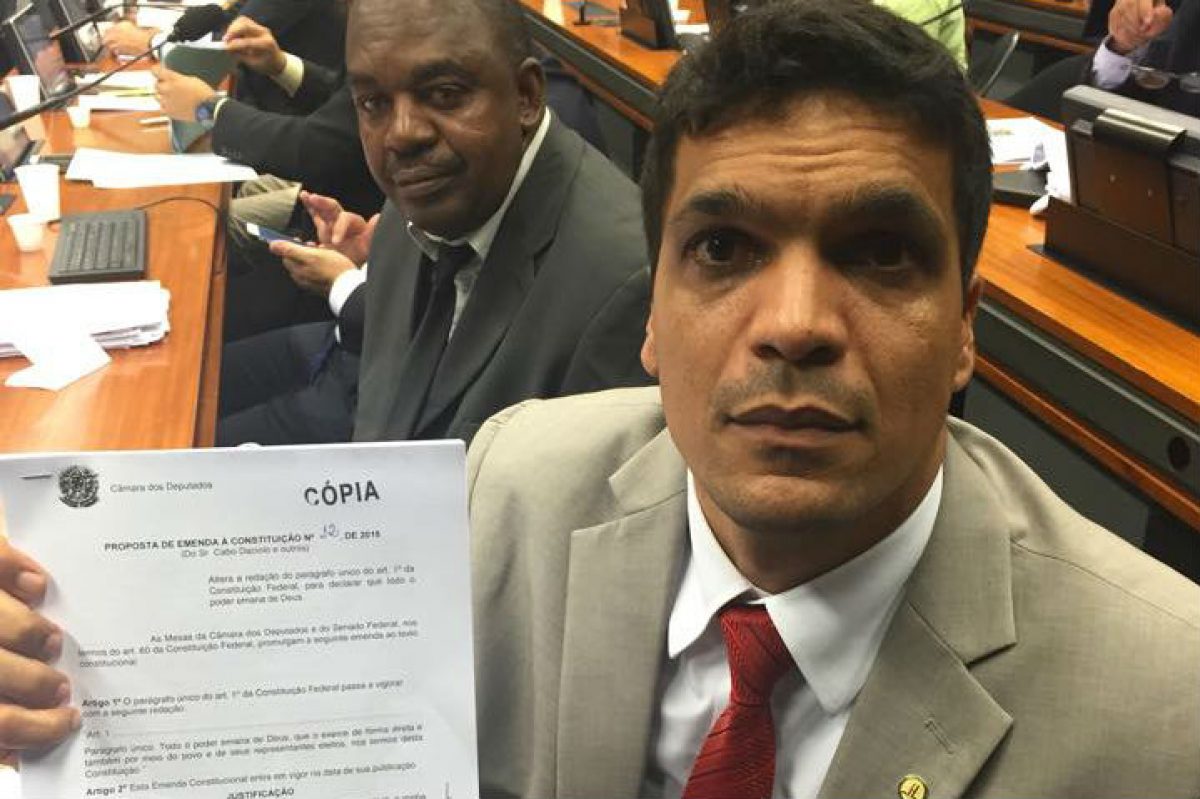 Câmara dos Deputados
CÓPIA
PROPOSTA DE EMENDA À CONSTITUIÇÃO Nº 12, DE 2015
(Do Sr. Cabo Daciolo e outros)
Altera a redação do parágrafo único do art. 1º da
Constituição Federal, para declarar que todo o
poder emana de Deus.
As Mesas da Câmara dos Deputados e do Senado Federal, nos
termos do art. 60 da Constituição Federal, promulgam a seguinte emenda ao texto
constitucional:
Artigo 1º O parágrafo único do art. 1º da Constituição Federal passa a vigorar
com a seguinte redação:
Art. 1
Parágrafo único. Todo o poder emana de Deus, que o exerce de forma direta e
também por meio do povo e de seus representantes eleitos, nos termos desta
Constituição.
Artigo 2º Esta Emenda Constitucional entra em vigor na data de sua publicação
JUSTIFICAÇÃO